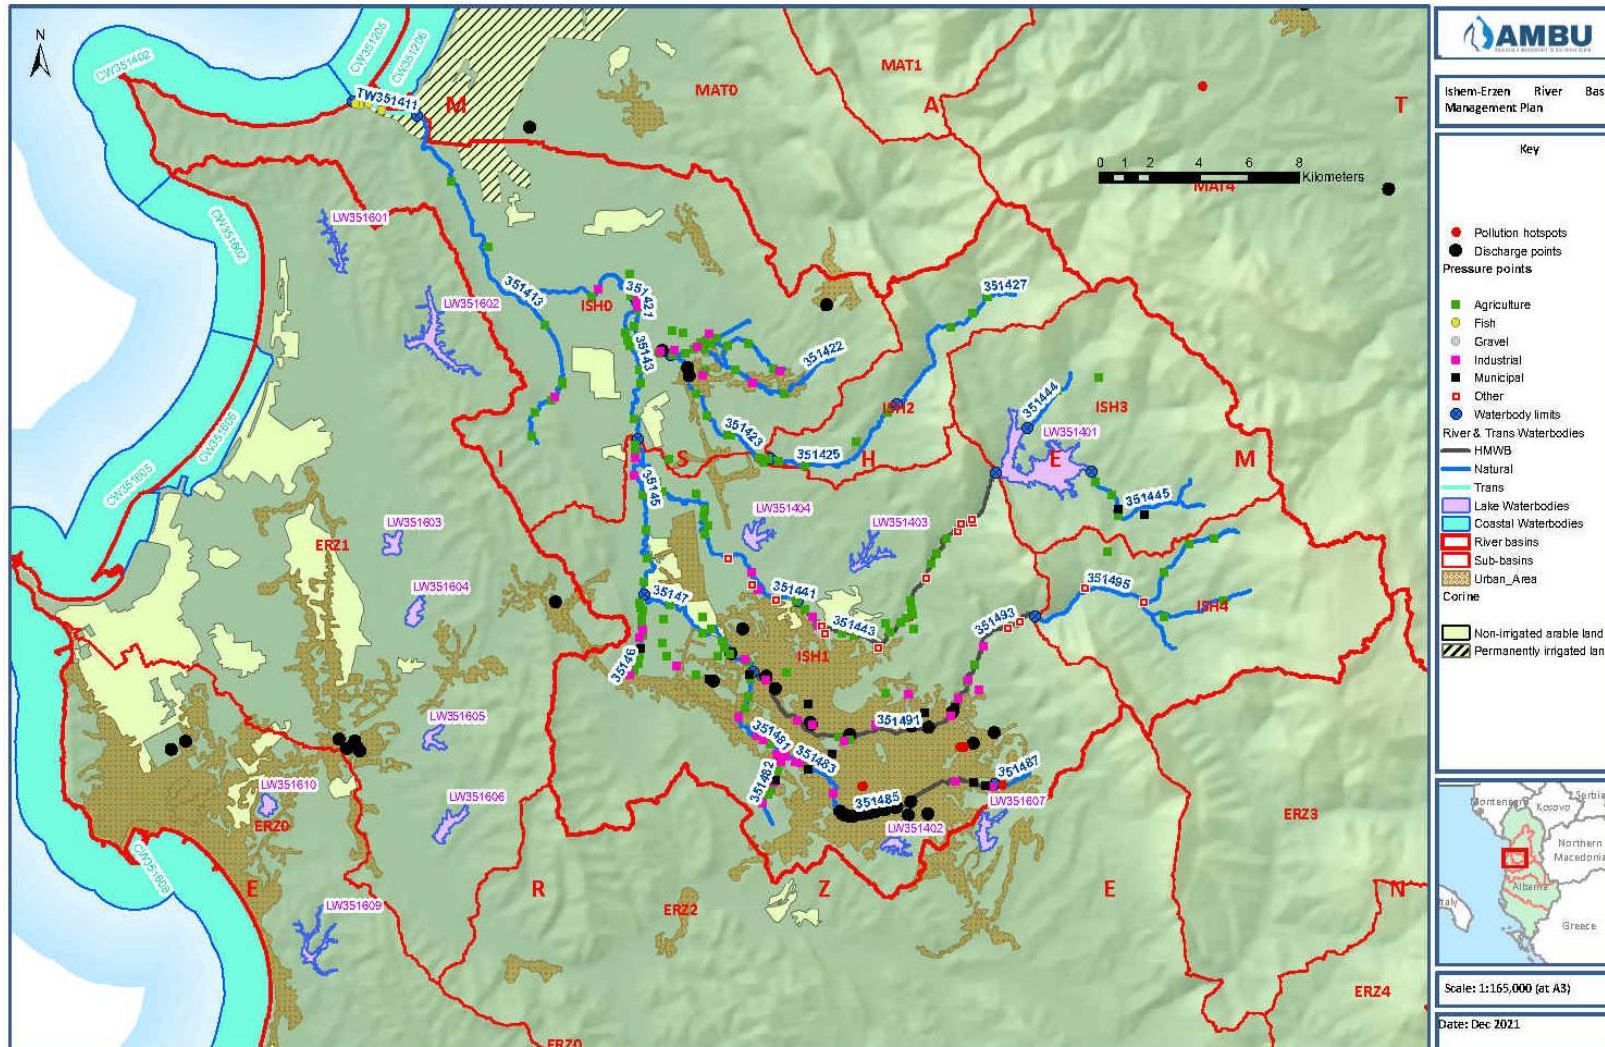 N
CW351402
CW351205
CW351206
TW351411
M
MAT0
MAT1
A
T
0 1 2 4 6 8
Kilometers
MAT4
CW351602
LW351601
LW351602
351413
ISH0
351421
35143
351422
351427
ISH2
351444
ISH3
LW351401
351423
351425
I
S
H
E
M
CW351606
CW351605
35145
LW351404
LW351403
351445
LW351603
ERZ1
LW351604
35147
351441
351443
351493
351495
ISH4
ISH1
35146
LW351605
351481
351483
351491
351482
351485
351487
LW351610
ERZ0
LW351606
LW351607
LW351402
ERZ3
E
R
Z
E
N
ERZ2
LW351609
ERZ4
ERZ0
AMBU
Ishem-Erzen River Bas
Management Plan
Key
Pollution hotspots
Discharge points
Pressure points
Agriculture
Fish
Gravel
Industrial
Municipal
Other
Waterbody limits
River & Trans Waterbodies
HMWB
Natural
Trans
Lake Waterbodies
Coastal Waterbodies
River basins
Sub-basins
Urban_Area
Corine
Non-irrigated arable land
Permanently irrigated lan
Montenegro
Kosovo
Serbia
Northern
Macedonia
Albania
Italy
Greece
Scale: 1:165,000 (at A3)
Date: Dec 2021